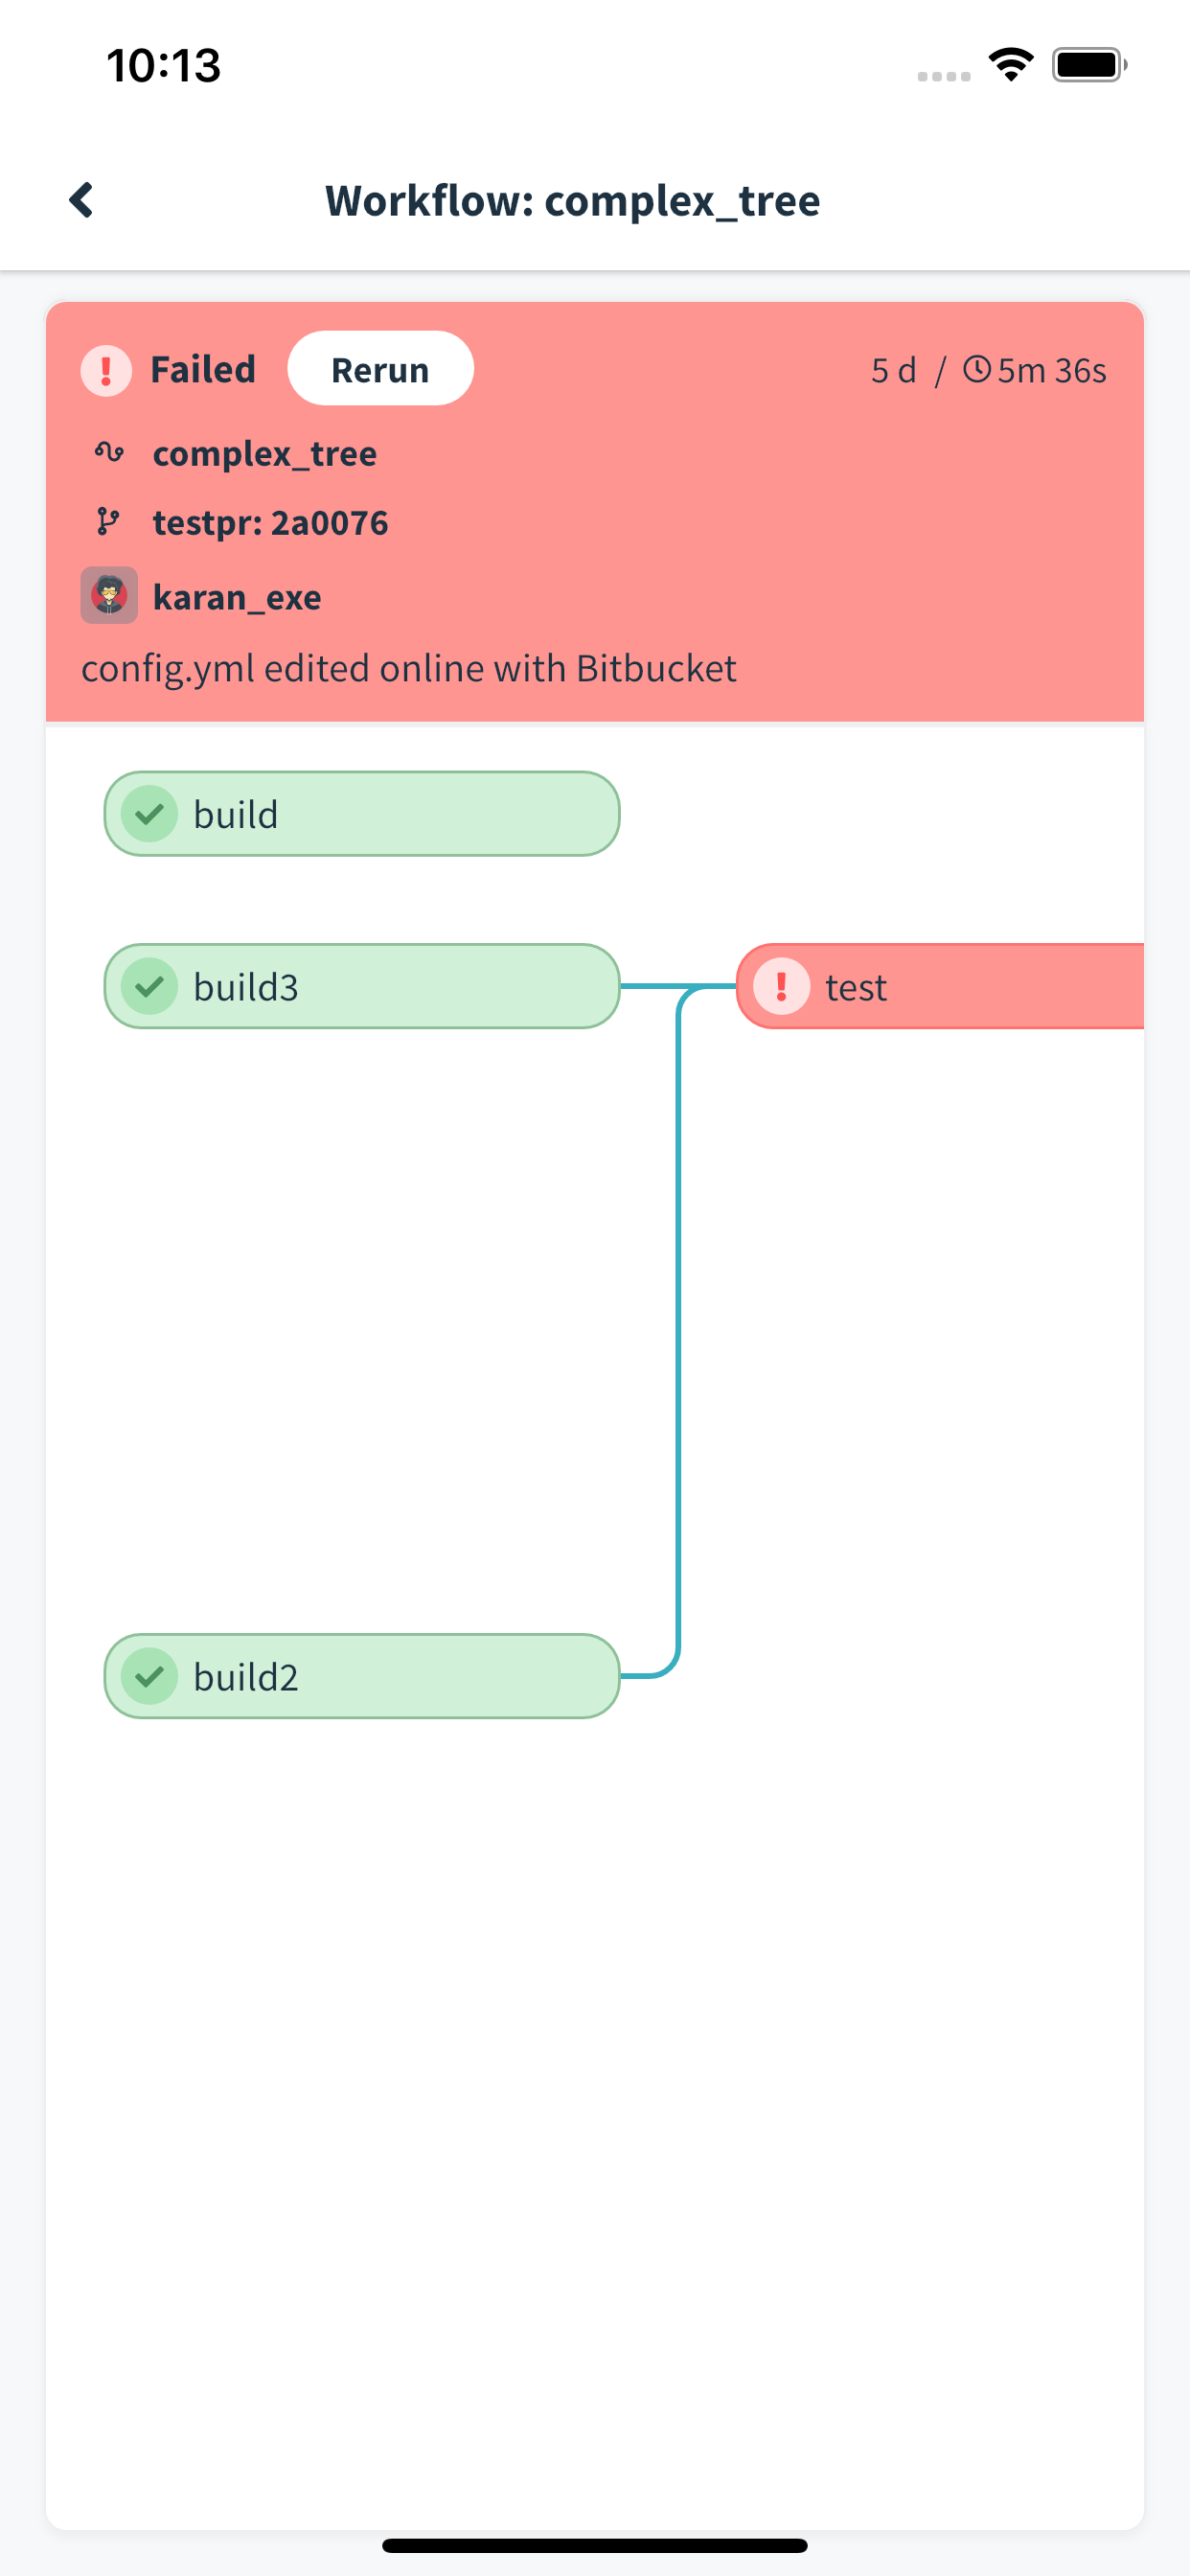 10:13
Workflow: complex_tree
Failed Rerun 5 d / 5m 36s
complex_tree
testpr: 2a0076
karan_exe
config.yml edited online with Bitbucket
build
build3 test
build2